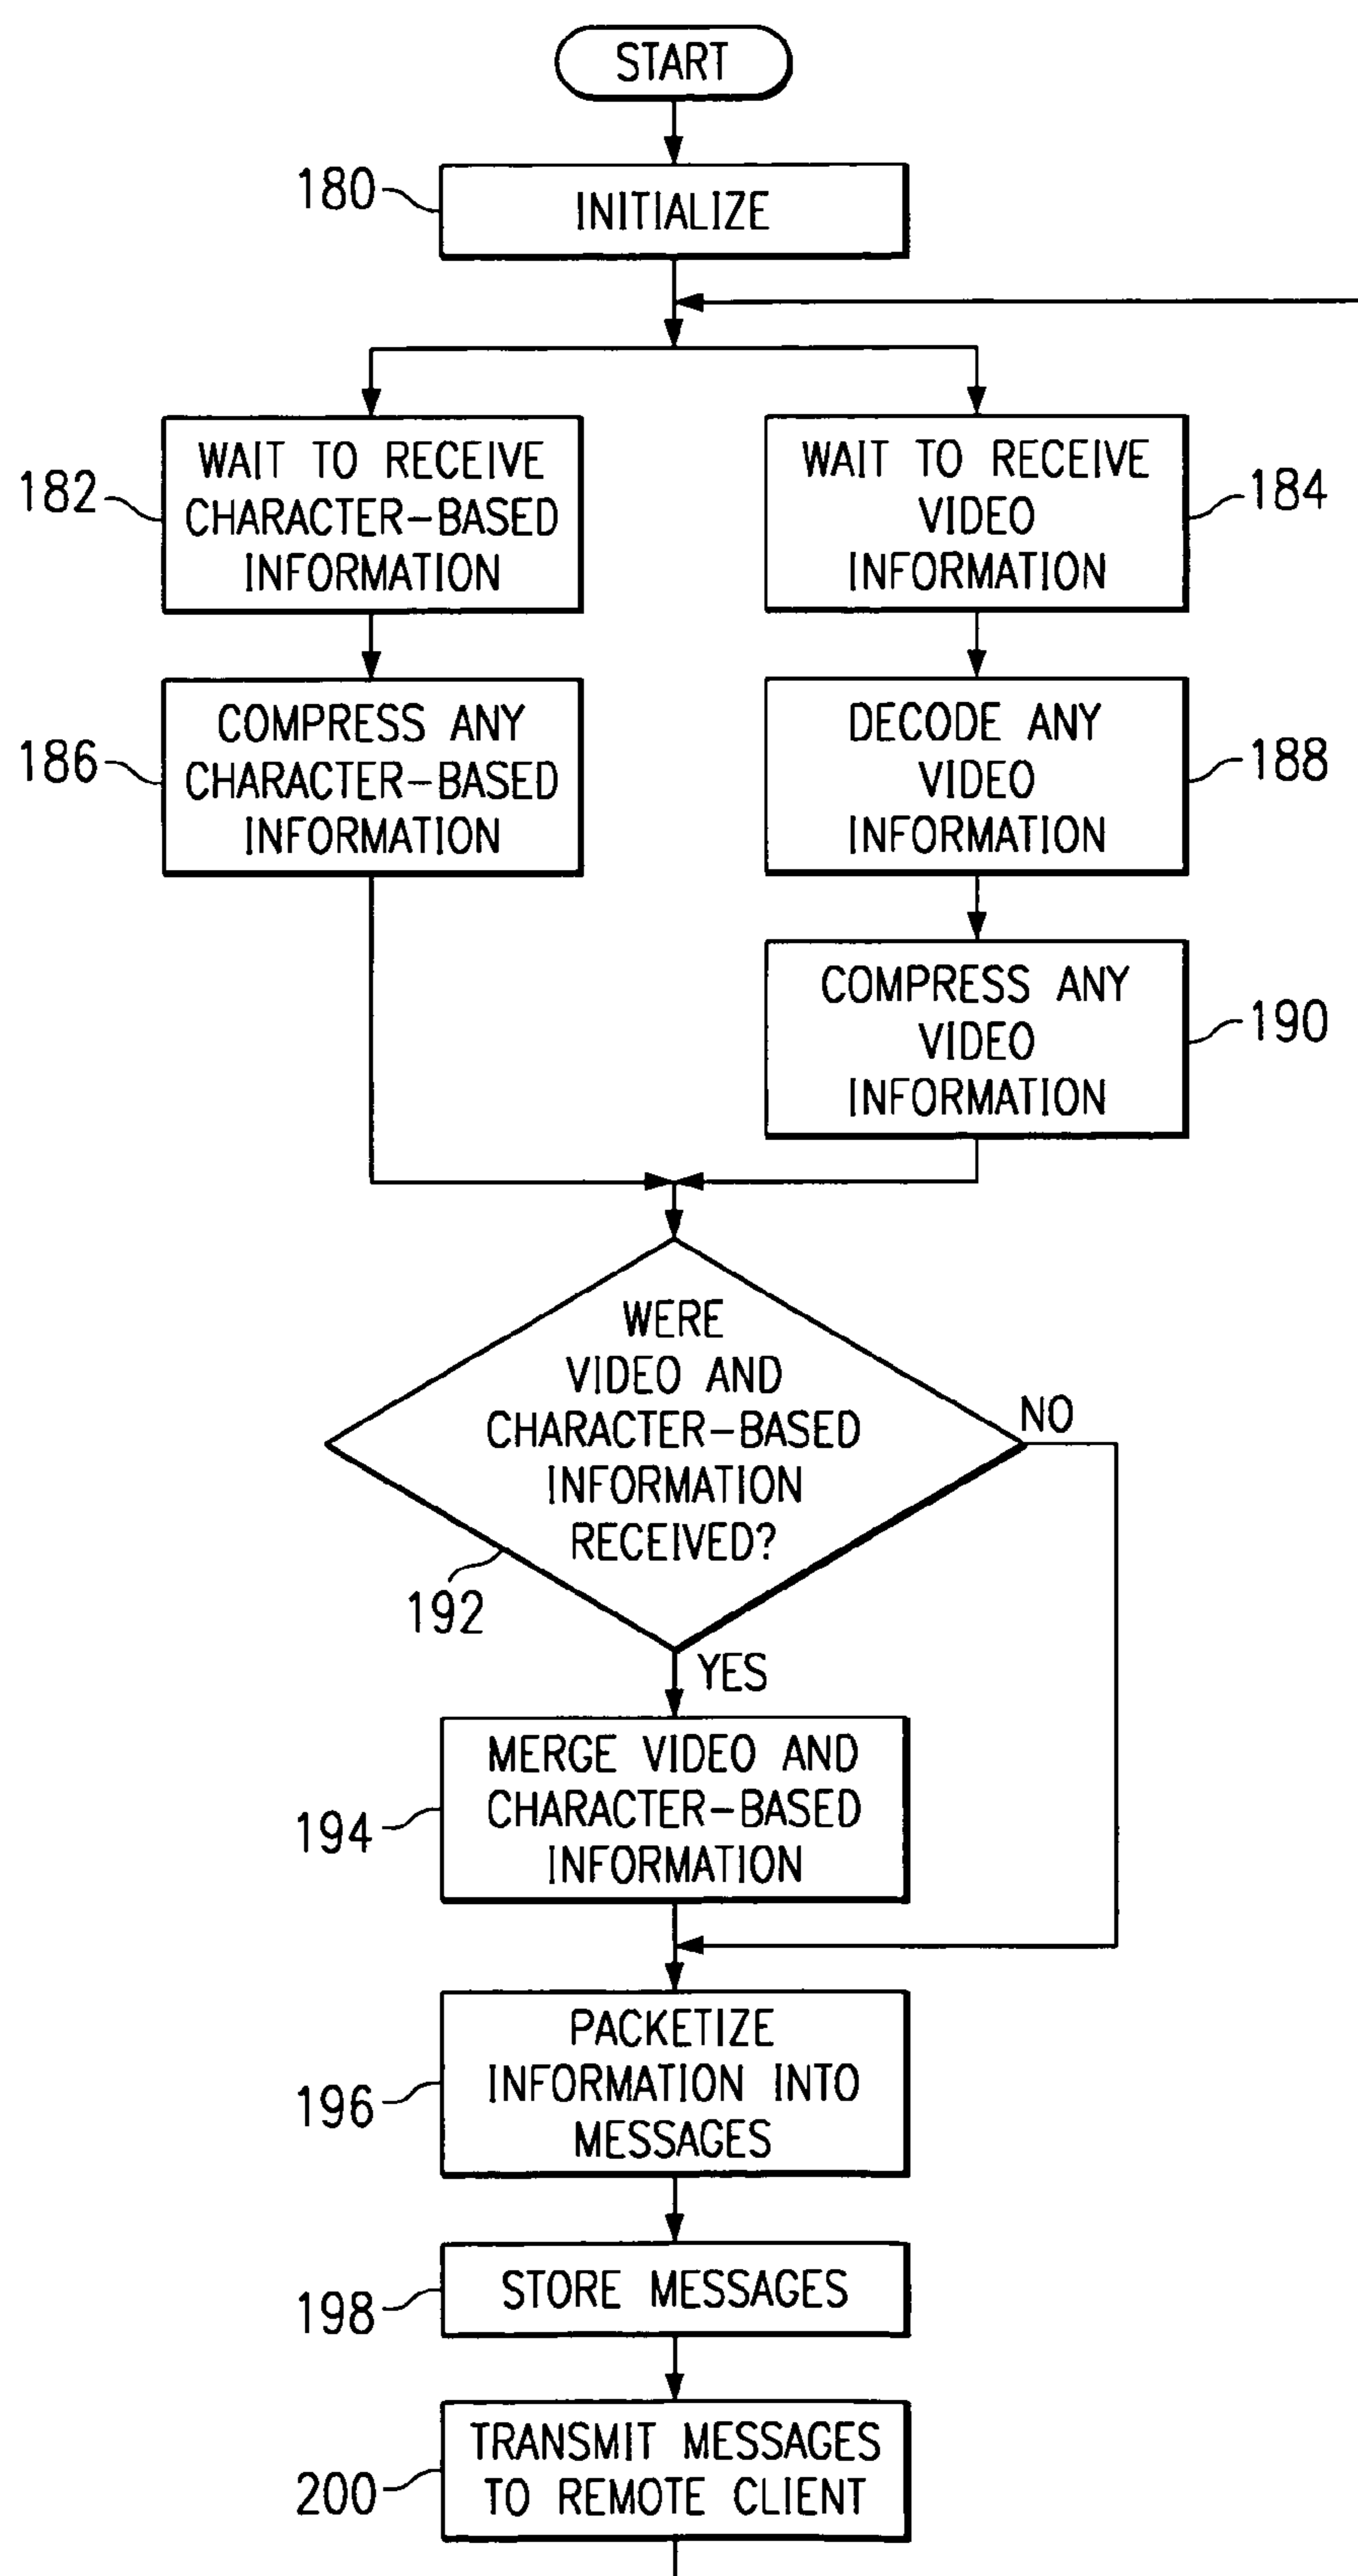 START
180
INITIALIZE
182
WAIT TO RECEIVE
CHARACTER-BASED
INFORMATION
WAIT TO RECEIVE
VIDEO
INFORMATION
184
186
COMPRESS ANY
CHARACTER-BASED
INFORMATION
DECODE ANY
VIDEO
INFORMATION
188
COMPRESS ANY
VIDEO
INFORMATION
190
WERE
VIDEO AND
CHARACTER-BASED
INFORMATION
RECEIVED?
NO
192
YES
194
MERGE VIDEO AND
CHARACTER-BASED
INFORMATION
196
PACKETIZE
INFORMATION INTO
MESSAGES
198
STORE MESSAGES
200
TRANSMIT MESSAGES
TO REMOTE CLIENT